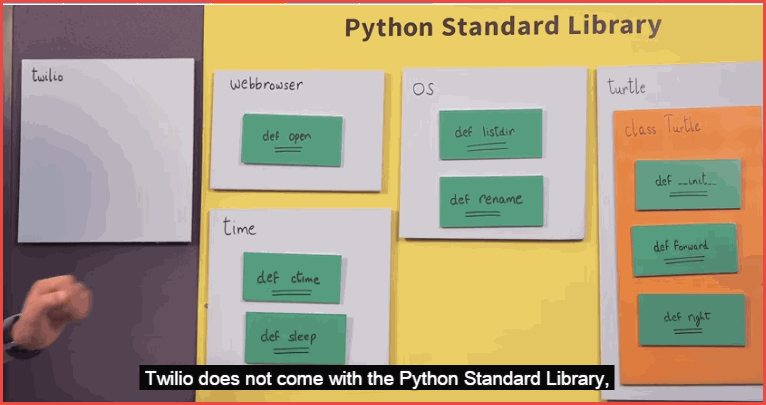 Python Standard Library
twilio
webbrowser
def open
OS
def listdir
def rename
turtle
class Turtle
def __init__
def forward
def right
time
def ctime
def sleep
Twilio does not come with the Python Standard Library,